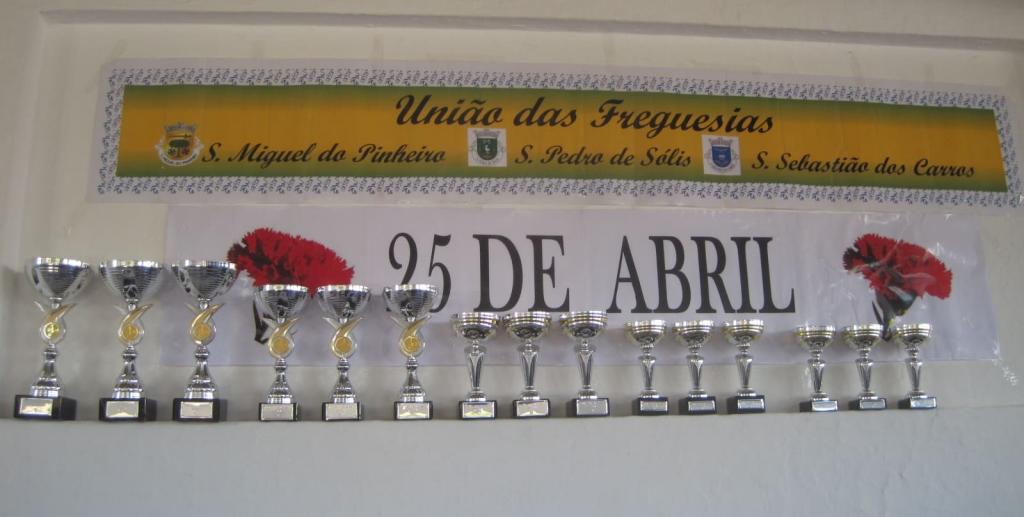 União das Freguesias
S. Miguel do Pinheiro S. Pedro de Sólis S. Sebastião dos Carros
25 DE ABRIL